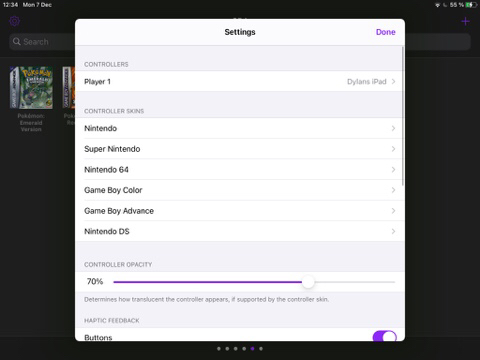 12:34 Mon 7 Dec
55 %
Settings
Done
Search
CONTROLLERS
Player 1
Dylans iPad
CONTROLLER SKINS
Nintendo
Super Nintendo
Nintendo 64
Game Boy Color
Game Boy Advance
Nintendo DS
Pokémon:
Emerald
Version
CONTROLLER OPACITY
70%
Determines how translucent the controller appears, if supported by the controller skin.
HAPTIC FEEDBACK
Buttons